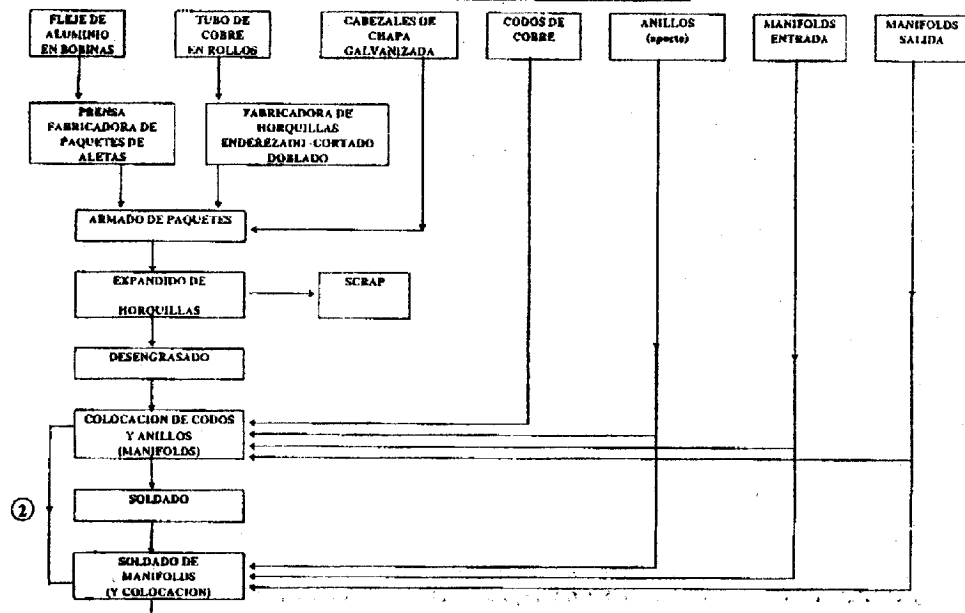 FLEJE DE
ALUMINIO
EN BOBINAS
TUBO DE
COBRE
EN ROLLOS
CABEZALES DE
CHAPA
GALVANIZADA
CODOS DE
COBRE
ANILLOS
(aporte)
MANIFOLDS
ENTRADA
MANIFOLDS
SALIDA
PRENSA
FABRICADORA DE
PAQUETES DE
ALETAS
FABRICADORA DE
HORQUILLAS
ENDEREZADO-CORTADO
DOBLADO
ARMADO DE PAQUETES
EXPANDIDO DE
HORQUILLAS
SCRAP
DESENGRASADO
COLOCACION DE CODOS
Y ANILLOS
(MANIFOLDS)
2
SOLDADO
SOLDADO DE
MANIFOLDS
(Y COLOCACION)